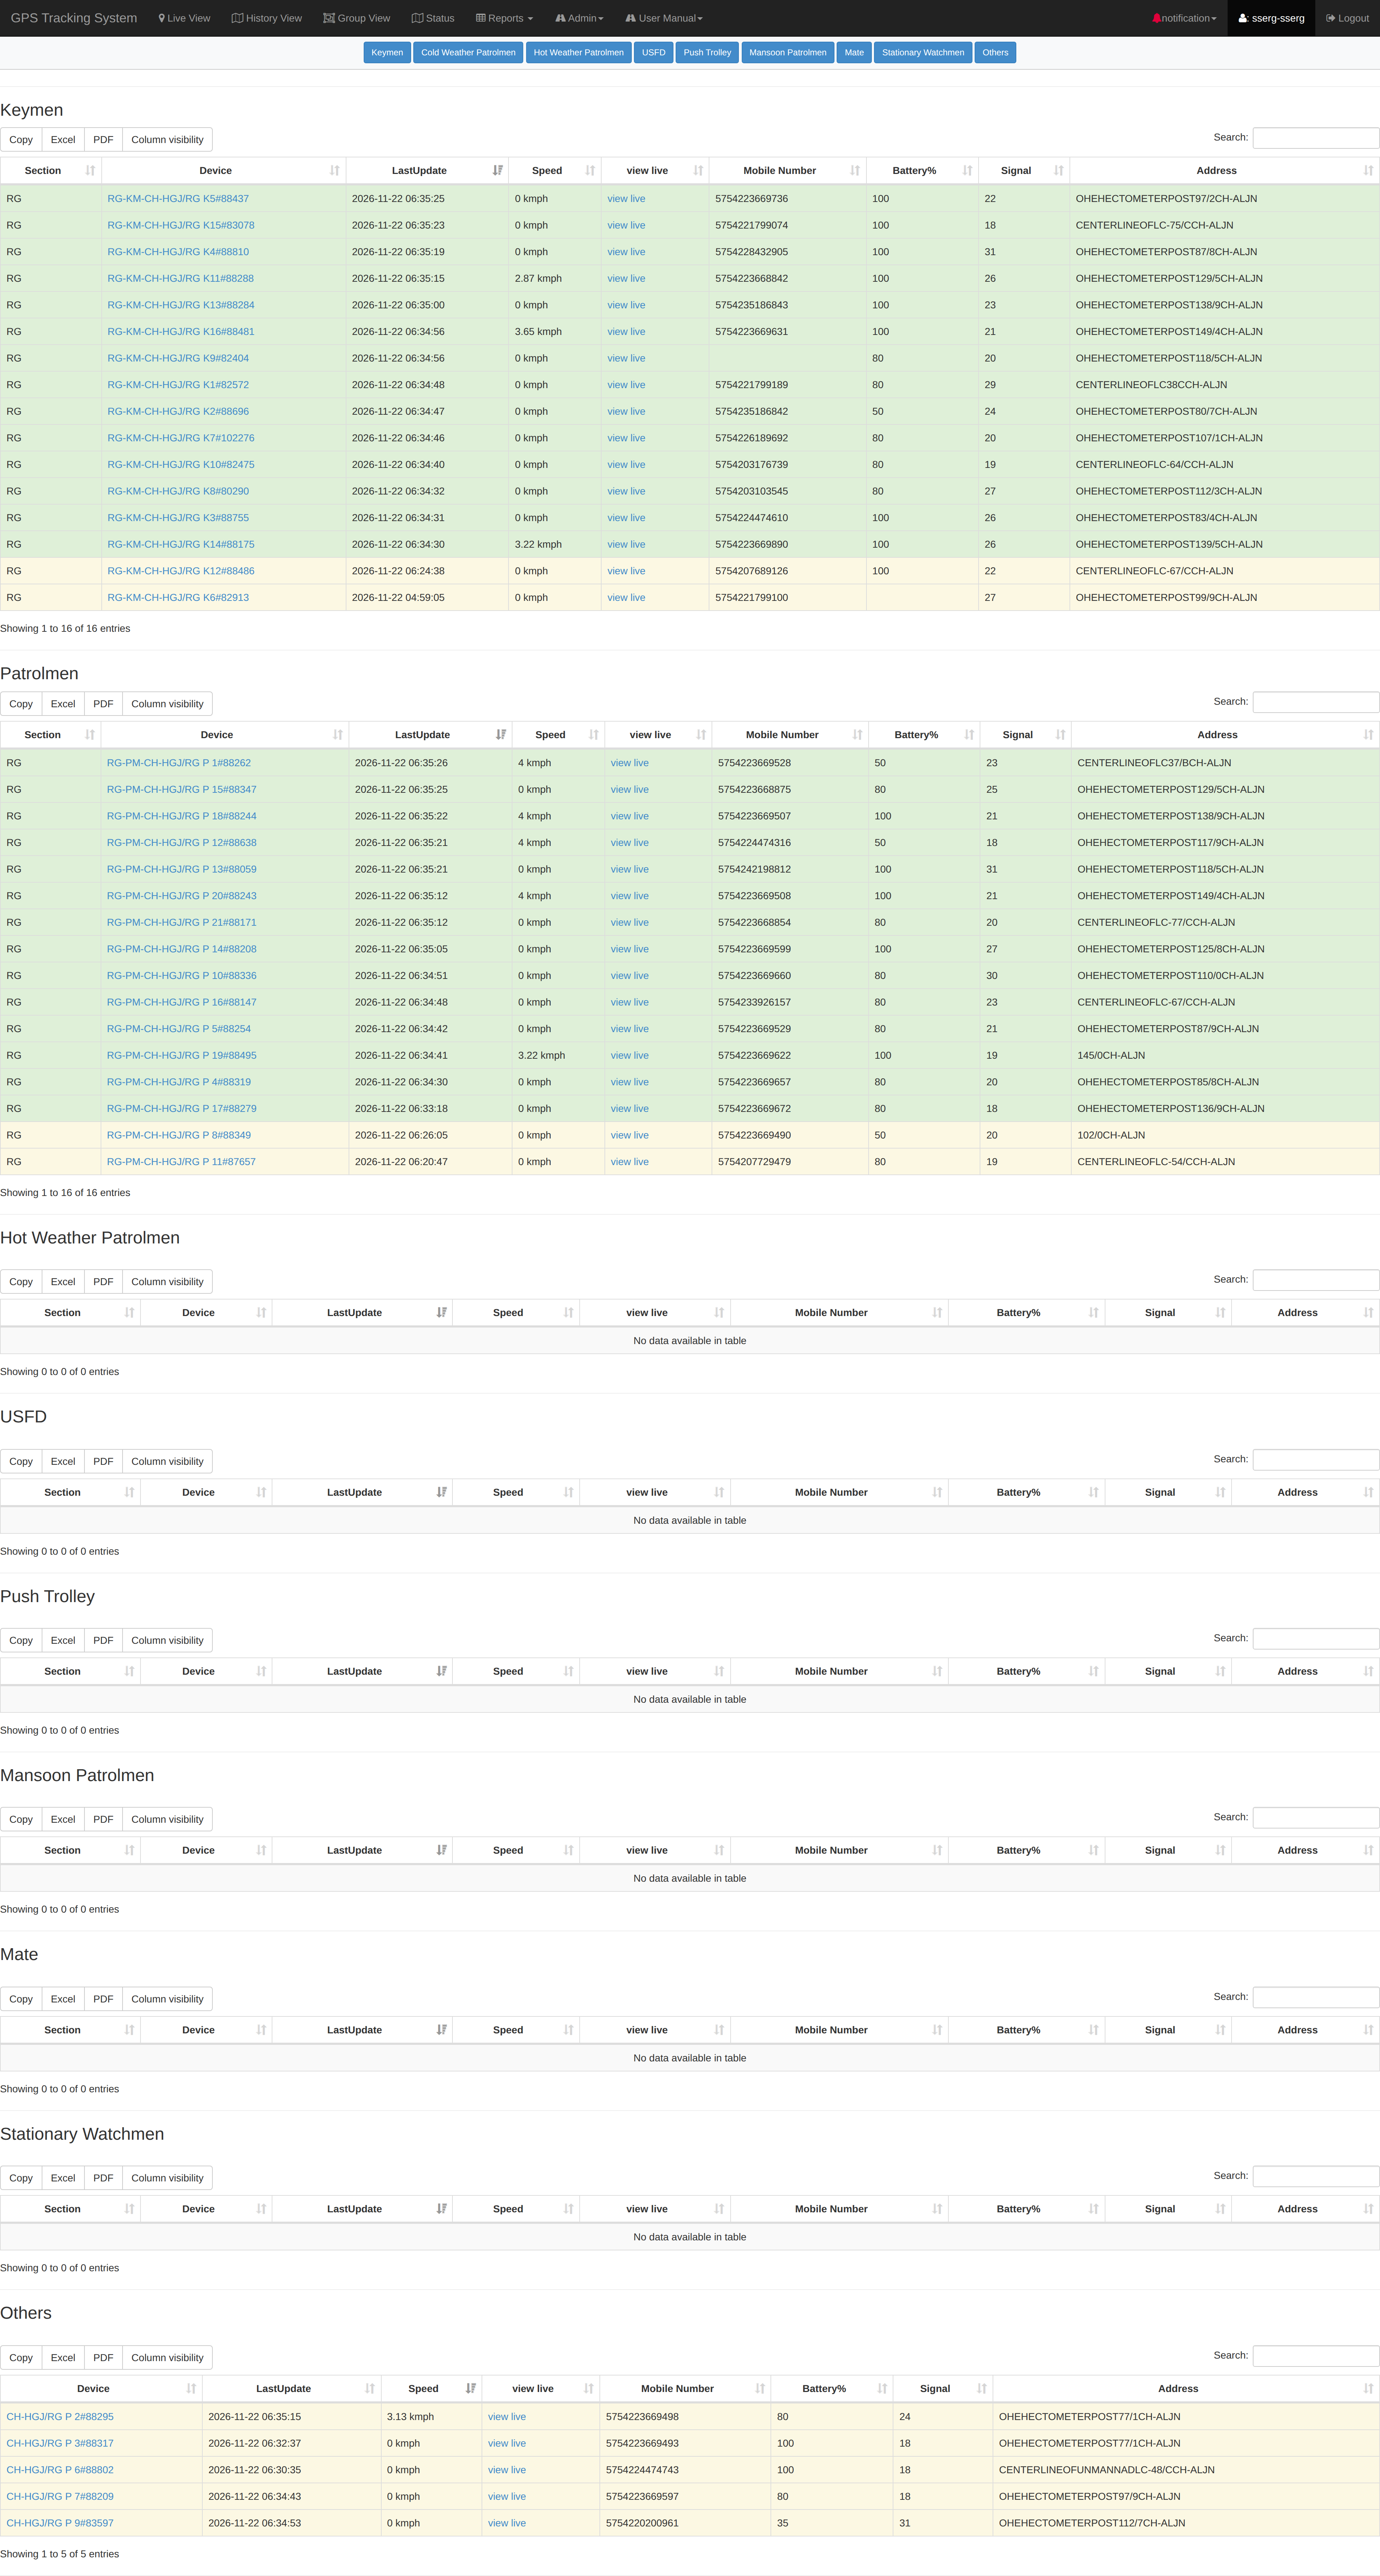 GPS Tracking System Live View History View Group View Status Reports Admin User Manual notification : sserg-sserg Logout
Keymen Cold Weather Patrolmen Hot Weather Patrolmen USFD Push Trolley Mansoon Patrolmen Mate Stationary Watchmen Others
Keymen
Copy Excel PDF Column visibility Search:
Section Device LastUpdate Speed view live Mobile Number Battery% Signal Address
RG RG-KM-CH-HGJ/RG K5#88437 2026-11-22 06:35:25 0 kmph view live 5754223669736 100 22 OHEHECTOMETERPOST97/2CH-ALJN
RG RG-KM-CH-HGJ/RG K15#83078 2026-11-22 06:35:23 0 kmph view live 5754221799074 100 18 CENTERLINEOFLC-75/CCH-ALJN
RG RG-KM-CH-HGJ/RG K4#88810 2026-11-22 06:35:19 0 kmph view live 5754228432905 100 31 OHEHECTOMETERPOST87/8CH-ALJN
RG RG-KM-CH-HGJ/RG K11#88288 2026-11-22 06:35:15 2.87 kmph view live 5754223668842 100 26 OHEHECTOMETERPOST129/5CH-ALJN
RG RG-KM-CH-HGJ/RG K13#88284 2026-11-22 06:35:00 0 kmph view live 5754235186843 100 23 OHEHECTOMETERPOST138/9CH-ALJN
RG RG-KM-CH-HGJ/RG K16#88481 2026-11-22 06:34:56 3.65 kmph view live 5754223669631 100 21 OHEHECTOMETERPOST149/4CH-ALJN
RG RG-KM-CH-HGJ/RG K9#82404 2026-11-22 06:34:56 0 kmph view live 80 20 OHEHECTOMETERPOST118/5CH-ALJN
RG RG-KM-CH-HGJ/RG K1#82572 2026-11-22 06:34:48 0 kmph view live 5754221799189 80 29 CENTERLINEOFLC38CCH-ALJN
RG RG-KM-CH-HGJ/RG K2#88696 2026-11-22 06:34:47 0 kmph view live 5754235186842 50 24 OHEHECTOMETERPOST80/7CH-ALJN
RG RG-KM-CH-HGJ/RG K7#102276 2026-11-22 06:34:46 0 kmph view live 5754226189692 80 20 OHEHECTOMETERPOST107/1CH-ALJN
RG RG-KM-CH-HGJ/RG K10#82475 2026-11-22 06:34:40 0 kmph view live 5754203176739 80 19 CENTERLINEOFLC-64/CCH-ALJN
RG RG-KM-CH-HGJ/RG K8#80290 2026-11-22 06:34:32 0 kmph view live 5754203103545 80 27 OHEHECTOMETERPOST112/3CH-ALJN
RG RG-KM-CH-HGJ/RG K3#88755 2026-11-22 06:34:31 0 kmph view live 5754224474610 100 26 OHEHECTOMETERPOST83/4CH-ALJN
RG RG-KM-CH-HGJ/RG K14#88175 2026-11-22 06:34:30 3.22 kmph view live 5754223669890 100 26 OHEHECTOMETERPOST139/5CH-ALJN
RG RG-KM-CH-HGJ/RG K12#88486 2026-11-22 06:24:38 0 kmph view live 5754207689126 100 22 CENTERLINEOFLC-67/CCH-ALJN
RG RG-KM-CH-HGJ/RG K6#82913 2026-11-22 04:59:05 0 kmph view live 5754221799100 27 OHEHECTOMETERPOST99/9CH-ALJN
Showing 1 to 16 of 16 entries
Patrolmen
Copy Excel PDF Column visibility Search:
Section Device LastUpdate Speed view live Mobile Number Battery% Signal Address
RG RG-PM-CH-HGJ/RG P 1#88262 2026-11-22 06:35:26 4 kmph view live 5754223669528 50 23 CENTERLINEOFLC37/BCH-ALJN
RG RG-PM-CH-HGJ/RG P 15#88347 2026-11-22 06:35:25 0 kmph view live 5754223668875 80 25 OHEHECTOMETERPOST129/5CH-ALJN
RG RG-PM-CH-HGJ/RG P 18#88244 2026-11-22 06:35:22 4 kmph view live 5754223669507 100 21 OHEHECTOMETERPOST138/9CH-ALJN
RG RG-PM-CH-HGJ/RG P 12#88638 2026-11-22 06:35:21 4 kmph view live 5754224474316 50 18 OHEHECTOMETERPOST117/9CH-ALJN
RG RG-PM-CH-HGJ/RG P 13#88059 2026-11-22 06:35:21 0 kmph view live 5754242198812 100 31 OHEHECTOMETERPOST118/5CH-ALJN
RG RG-PM-CH-HGJ/RG P 20#88243 2026-11-22 06:35:12 4 kmph view live 5754223669508 100 21 OHEHECTOMETERPOST149/4CH-ALJN
RG RG-PM-CH-HGJ/RG P 21#88171 2026-11-22 06:35:12 0 kmph view live 5754223668854 80 20 CENTERLINEOFLC-77/CCH-ALJN
RG RG-PM-CH-HGJ/RG P 14#88208 2026-11-22 06:35:05 0 kmph view live 5754223669599 100 27 OHEHECTOMETERPOST125/8CH-ALJN
RG RG-PM-CH-HGJ/RG P 10#88336 2026-11-22 06:34:51 0 kmph view live 5754223669660 80 30 OHEHECTOMETERPOST110/0CH-ALJN
RG RG-PM-CH-HGJ/RG P 16#88147 2026-11-22 06:34:48 0 kmph view live 5754233926157 80 23 CENTERLINEOFLC-67/CCH-ALJN
RG RG-PM-CH-HGJ/RG P 5#88254 2026-11-22 06:34:42 0 kmph view live 5754223669529 80 21 OHEHECTOMETERPOST87/9CH-ALJN
RG RG-PM-CH-HGJ/RG P 19#88495 2026-11-22 06:34:41 3.22 kmph view live 5754223669622 100 19 145/0CH-ALJN
RG RG-PM-CH-HGJ/RG P 4#88319 2026-11-22 06:34:30 0 kmph view live 5754223669657 80 20 OHEHECTOMETERPOST85/8CH-ALJN
RG RG-PM-CH-HGJ/RG P 17#88279 2026-11-22 06:33:18 0 kmph view live 5754223669672 80 18 OHEHECTOMETERPOST136/9CH-ALJN
RG RG-PM-CH-HGJ/RG P 8#88349 2026-11-22 06:26:05 0 kmph view live 5754223669490 50 20 102/0CH-ALJN
RG RG-PM-CH-HGJ/RG P 11#87657 2026-11-22 06:20:47 0 kmph view live 5754207729479 80 19 CENTERLINEOFLC-54/CCH-ALJN
Showing 1 to 16 of 16 entries
Hot Weather Patrolmen
Copy Excel PDF Column visibility Search:
Section Device LastUpdate Speed view live Mobile Number Battery% Signal Address
No data available in table
Showing 0 to 0 of 0 entries
USFD
Copy Excel PDF Column visibility Search:
Section Device LastUpdate Speed view live Mobile Number Battery% Signal Address
No data available in table
Showing 0 to 0 of 0 entries
Push Trolley
Copy Excel PDF Column visibility Search:
Section Device LastUpdate Speed view live Mobile Number Battery% Signal Address
No data available in table
Showing 0 to 0 of 0 entries
Mansoon Patrolmen
Copy Excel PDF Column visibility Search:
Section Device LastUpdate Speed view live Mobile Number Battery% Signal Address
No data available in table
Showing 0 to 0 of 0 entries
Mate
Copy Excel PDF Column visibility Search:
Section Device LastUpdate Speed view live Mobile Number Battery% Signal Address
No data available in table
Showing 0 to 0 of 0 entries
Stationary Watchmen
Copy Excel PDF Column visibility Search:
Section Device LastUpdate Speed view live Mobile Number Battery% Signal Address
No data available in table
Showing 0 to 0 of 0 entries
Others
Copy Excel PDF Column visibility Search:
Device LastUpdate Speed view live Mobile Number Battery% Signal Address
CH-HGJ/RG P 2#88295 2026-11-22 06:35:15 3.13 kmph view live 5754223669498 80 24 OHEHECTOMETERPOST77/1CH-ALJN
CH-HGJ/RG P 3#88317 2026-11-22 06:32:37 0 kmph view live 5754223669493 100 18 OHEHECTOMETERPOST77/1CH-ALJN
CH-HGJ/RG P 6#88802 2026-11-22 06:30:35 0 kmph view live 5754224474743 100 18 CENTERLINEOFUNMANNADLC-48/CCH-ALJN
CH-HGJ/RG P 7#88209 2026-11-22 06:34:43 0 kmph view live 5754223669597 80 18 OHEHECTOMETERPOST97/9CH-ALJN
CH-HGJ/RG P 9#83597 2026-11-22 06:34:53 0 kmph view live 5754220200961 35 31 OHEHECTOMETERPOST112/7CH-ALJN
Showing 1 to 5 of 5 entries